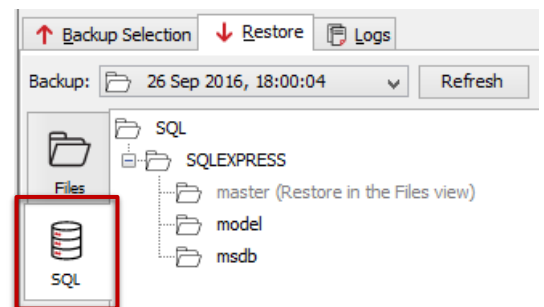 Backup Selection Restore Logs
Backup: 26 Sep 2016, 18:00:04 Refresh
SQL
SQLEXPRESS
Files
master (Restore in the Files view)
model
msdb
SQL